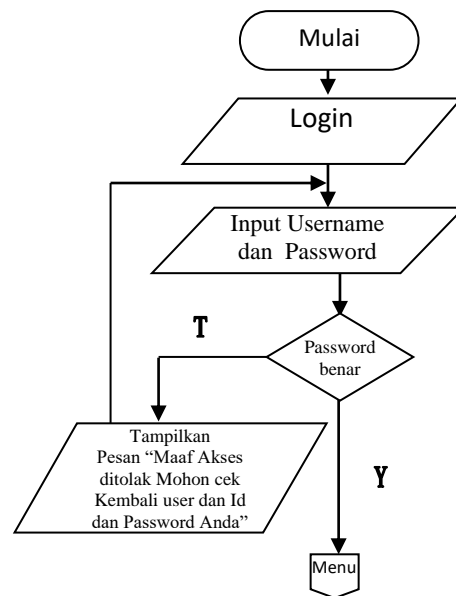 Mulai
Login
Input Username
dan Password
T
Password
benar
Tampilkan
Pesan “Maaf Akses
ditolak Mohon cek
Kembali user dan Id
dan Password Anda”
Y
Menu